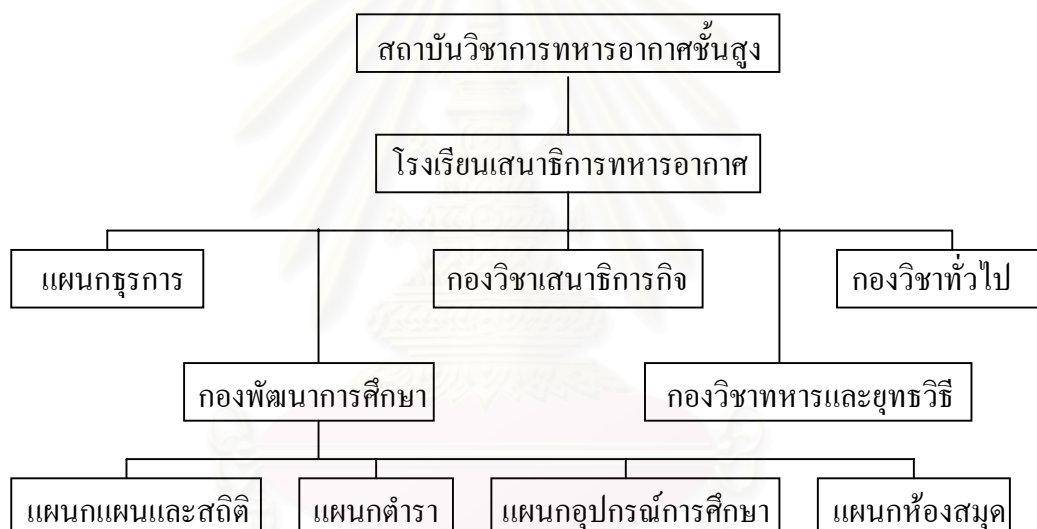 สถาบันวิชาการทหารอากาศชั้นสูง
โรงเรียนเสนาธิการทหารอากาศ
แผนกธุรการ
กองวิชาเสนาธิการกิจ
กองวิชาทั่วไป
กองพัฒนาการศึกษา
กองวิชาทหารและยุทธวิธี
แผนกแผนและสถิติ
แผนกตำรา
แผนกอุปกรณ์การศึกษา
แผนกห้องสมุด